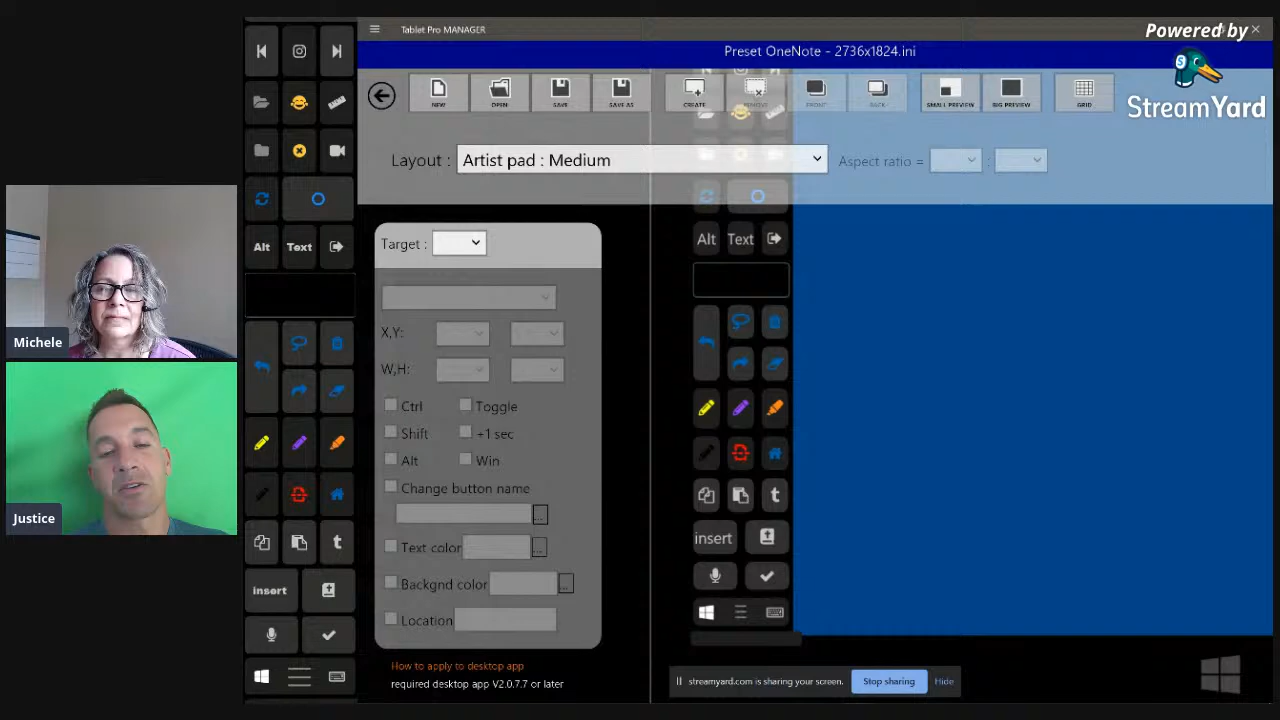 Tablet Pro MANAGER
Powered by
StreamYard
Preset OneNote - 2736x1824.ini
NEW
OPEN
SAVE
SAVE AS
CREATE
REMOVE
FRONT
BACK
SMALL PREVIEW
BIG PREVIEW
GRID
Layout :
Artist pad : Medium
Aspect ratio =
:
Alt
Text
Alt
Text
Target :
X,Y:
W,H:
Ctrl
Toggle
Shift
+1 sec
Alt
Win
Change button name
...
Text color
...
Backgnd color
...
Location
Michele
Justice
t
t
insert
insert
How to apply to desktop app
required desktop app V2.0.7.7 or later
streamyard.com is sharing your screen.
Stop sharing
Hide